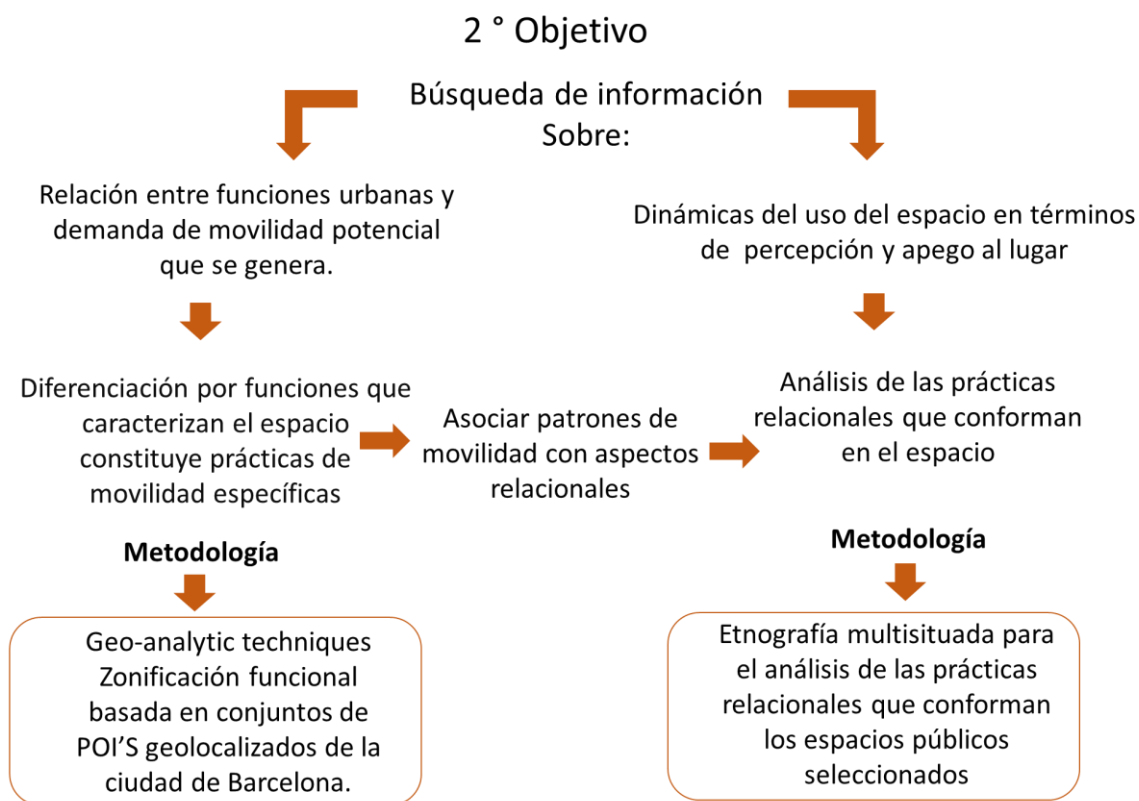 2 ° Objetivo
Búsqueda de información
Sobre:
Relación entre funciones urbanas y
demanda de movilidad potencial
que se genera.
Dinámicas del uso del espacio en términos
de percepción y apego al lugar
Diferenciación por funciones que
caracterizan el espacio
constituye prácticas de
movilidad específicas
Asociar patrones de
movilidad con aspectos
relacionales
Análisis de las prácticas
relacionales que conforman
en el espacio
Metodología
Geo-analytic techniques
Zonificación funcional
basada en conjuntos de
POI’S geolocalizados de la
ciudad de Barcelona.
Metodología
Etnografía multisituada para
el análisis de las prácticas
relacionales que conforman
los espacios públicos
seleccionados